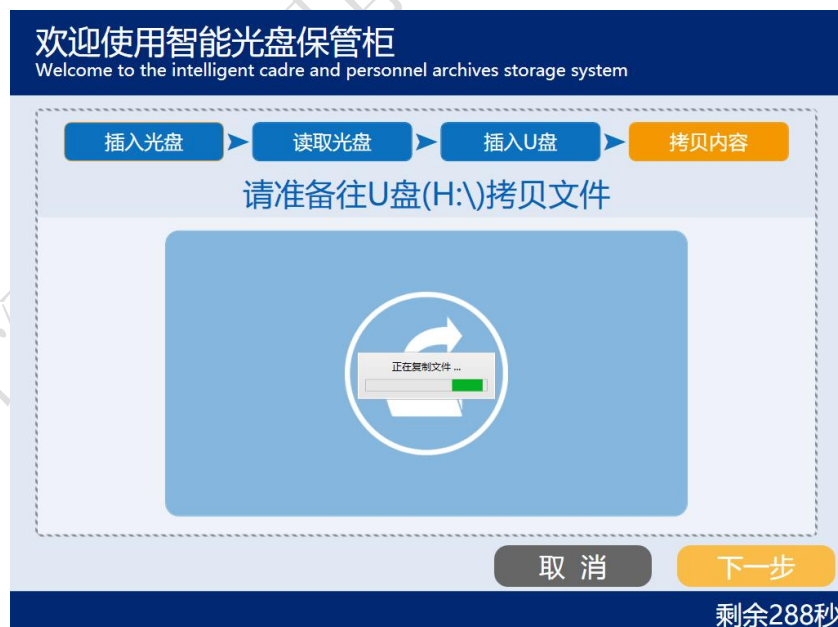 欢迎使用智能光盘保管柜
Welcome to the intelligent cadre and personnel archives storage system
插入光盘 读取光盘 插入U盘 拷贝内容
请准备往U盘(H:\)拷贝文件
正在复制文件 ...
取 消 下一步
剩余288秒